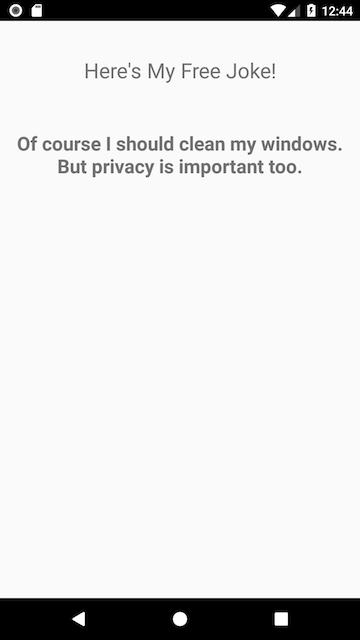 12:44
Here's My Free Joke!
Of course I should clean my windows.
But privacy is important too.